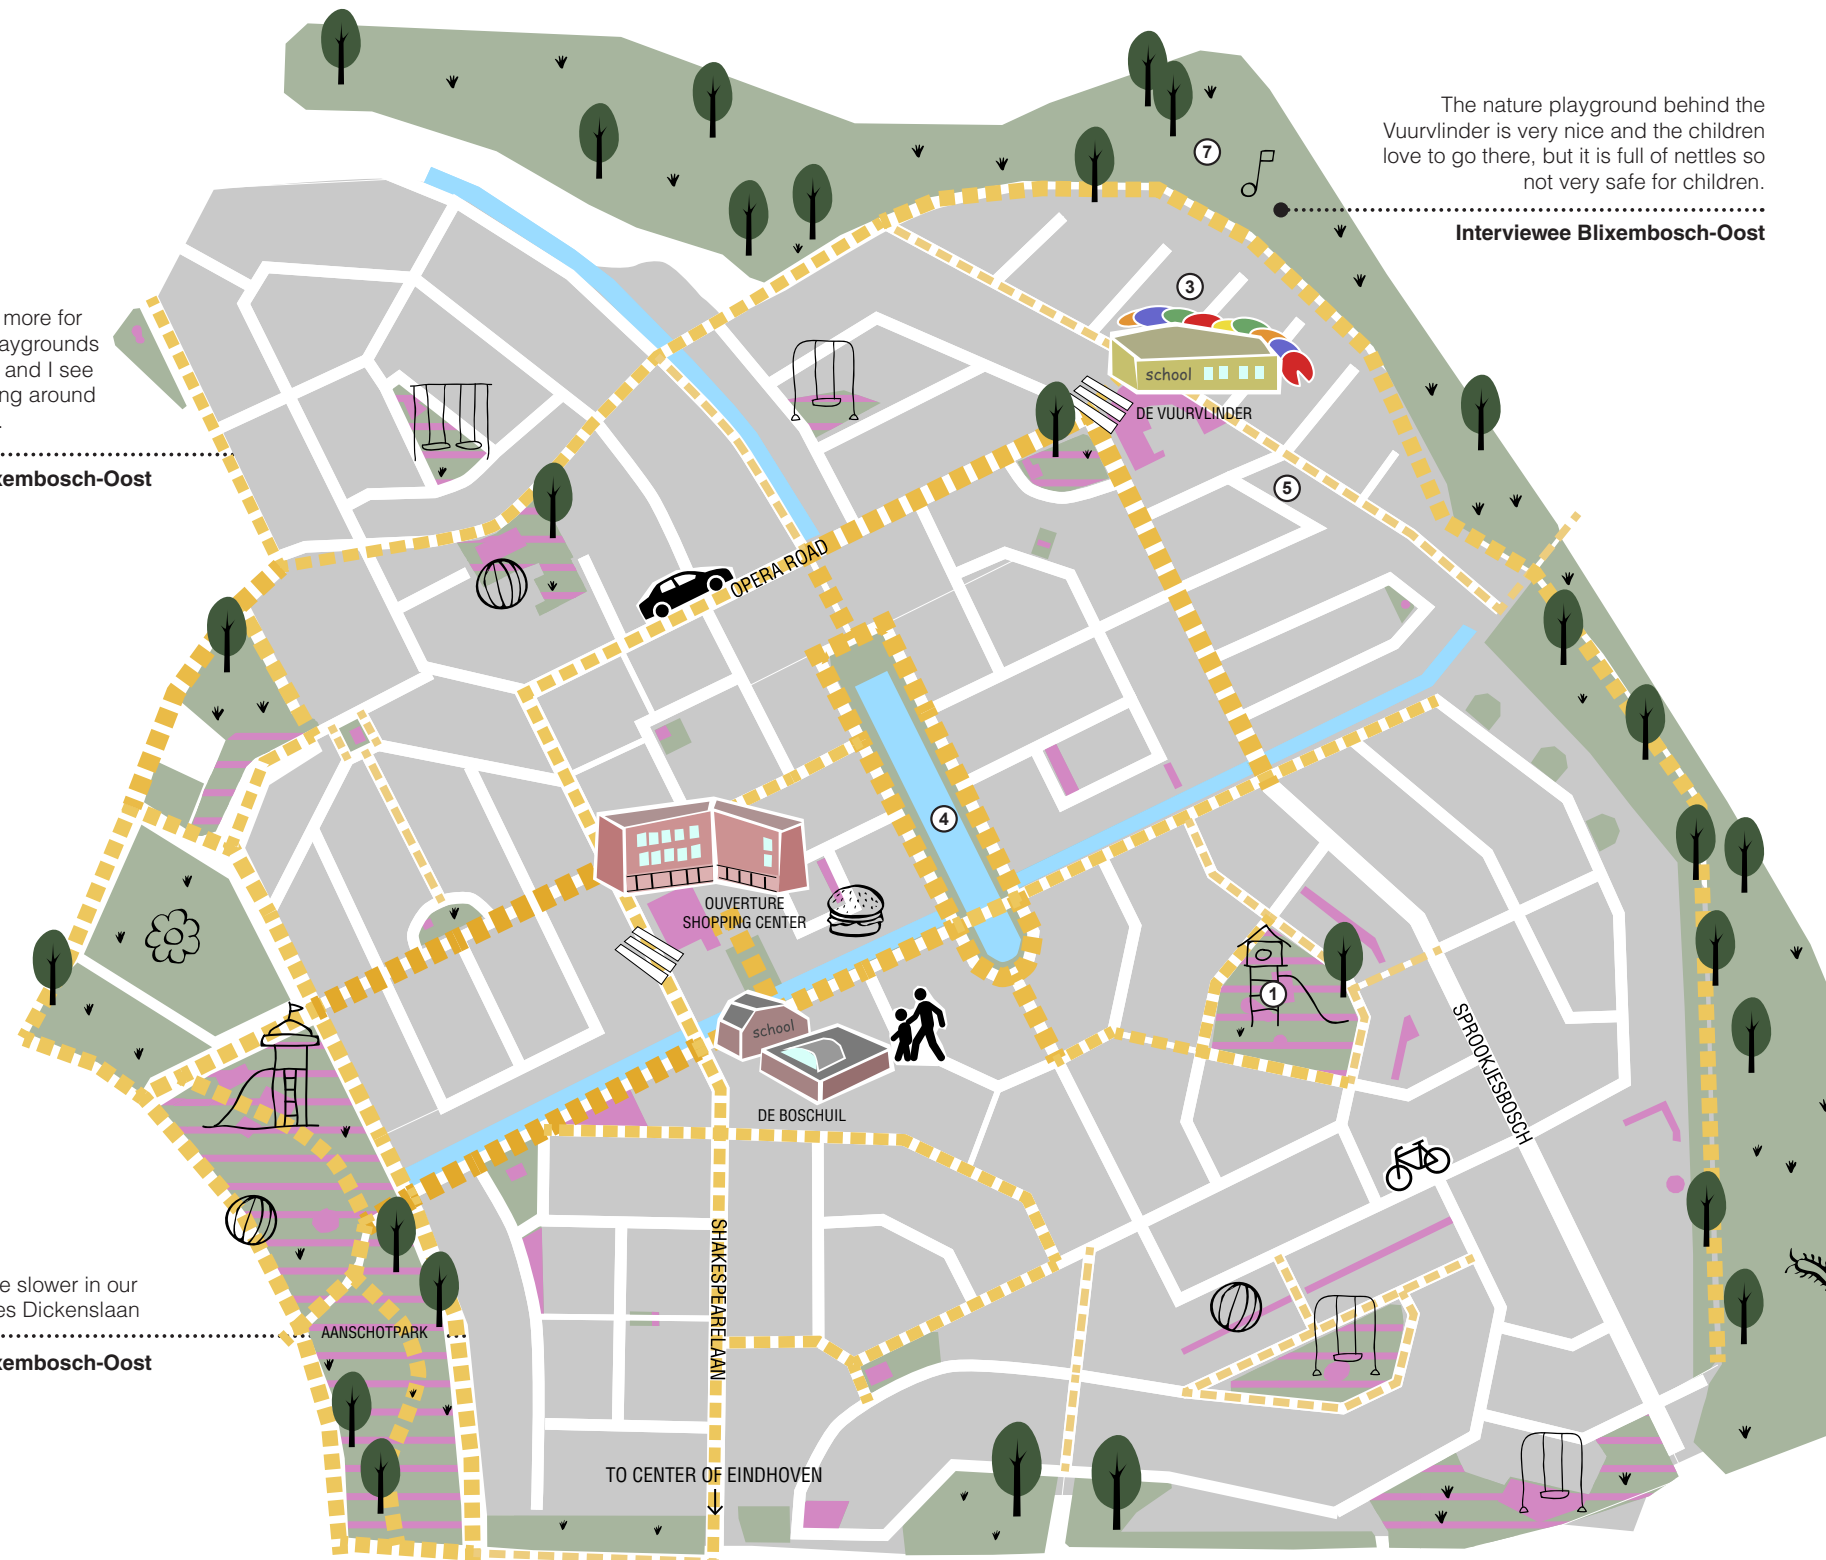 The nature playground behind the
Vuurvlinder is very nice and the children
love to go there, but it is full of nettles so
not very safe for children.
Interviewee Blixembosch-Oost
7
3
more for
aygrounds
and I see
ing around
.
xembosch-Oost
school
DE VUURVLINDER
5
OPERA ROAD
4
OUVERTURE
SHOPPING CENTER
1
school
DE BOSCHUIL
SPROOKJESBOSCH
SHAKESPEARELAAN
e slower in our
es Dickenslaan
AANSCHOTPARK
xembosch-Oost
TO CENTER OF EINDHOVEN